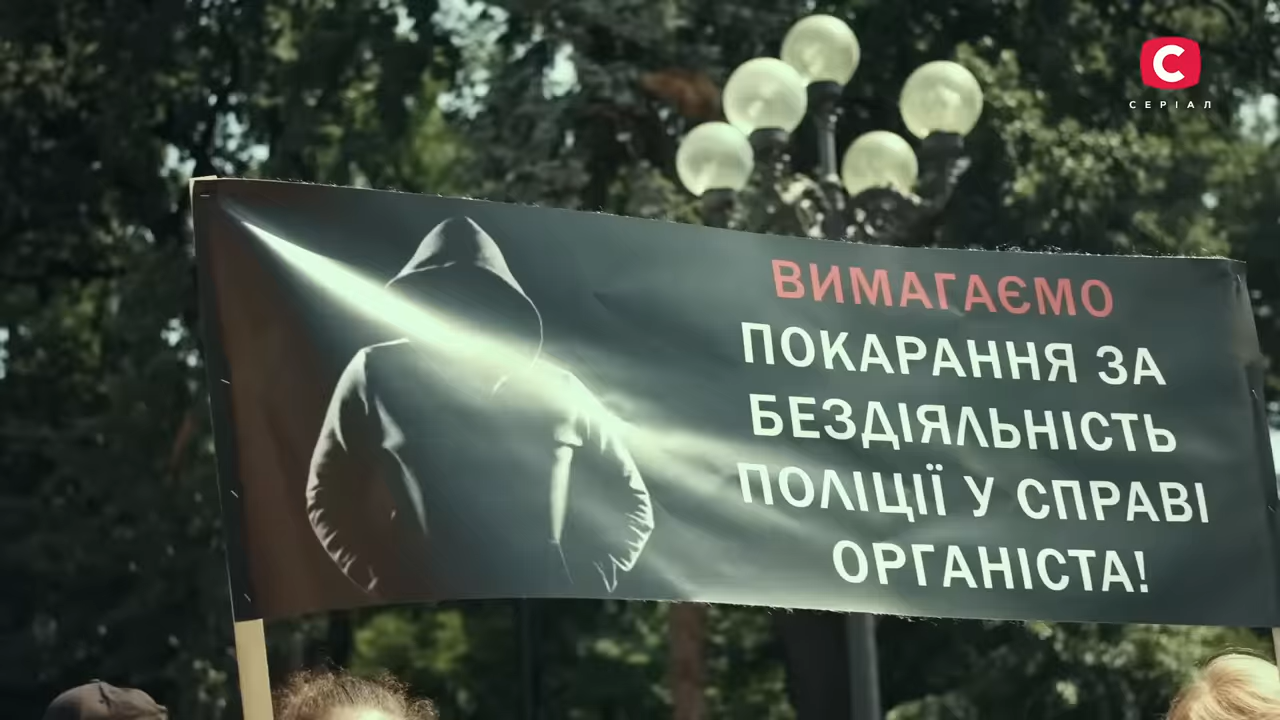 С
СЕРІАЛ
ВИМАГАЄМО
ПОКАРАННЯ ЗА
БЕЗДІЯЛЬНІСТЬ
ПОЛІЦІЇ У СПРАВІ
ОРГАНІСТА!